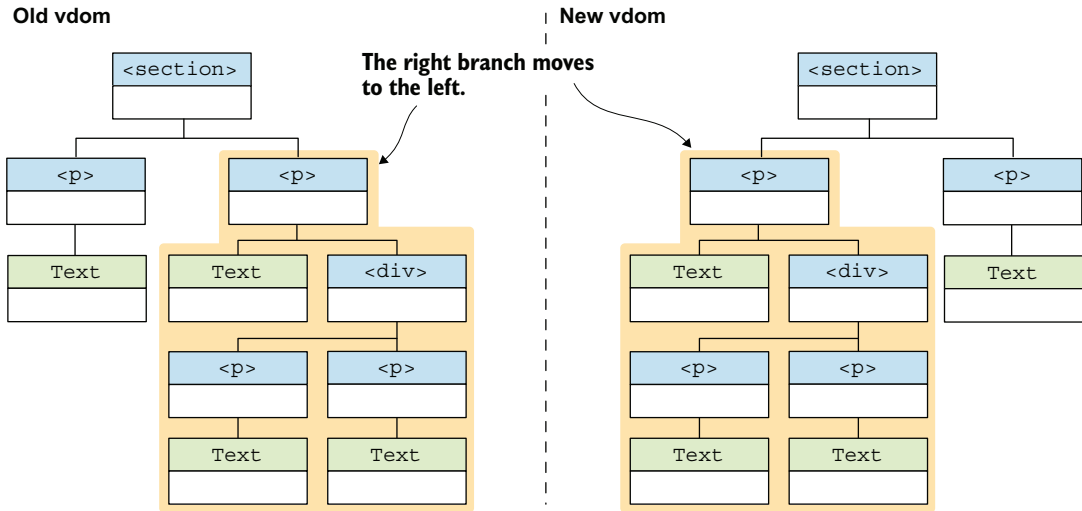 Old vdom
New vdom
The right branch moves
to the left.
<section>
<p>
<p>
Text
Text
<div>
<p>
<p>
Text
Text
<section>
<p>
<p>
Text
<div>
Text
<p>
<p>
Text
Text